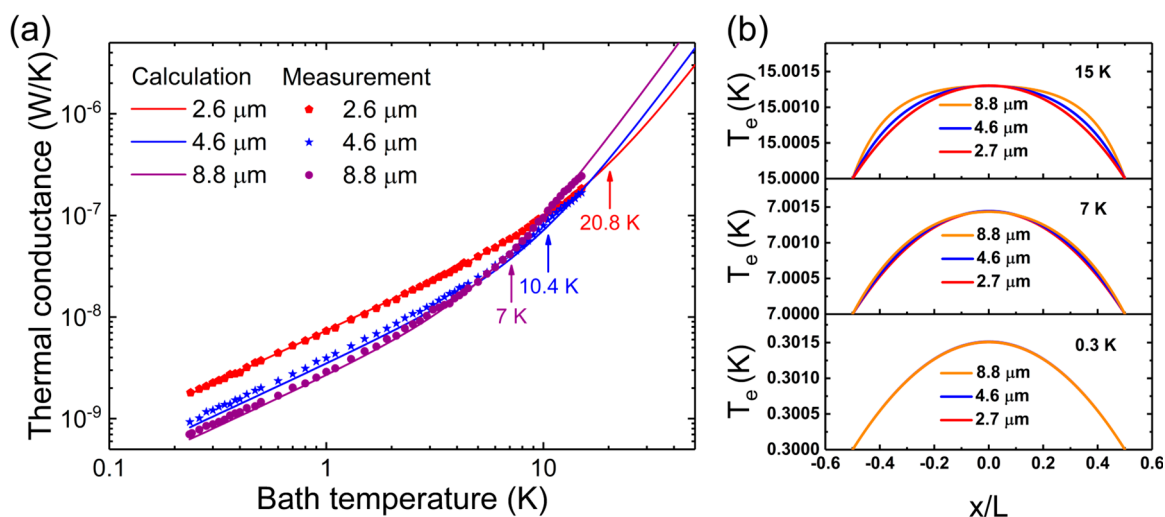 (a)
Thermal conductance (W/K)
10⁻⁶
10⁻⁷
10⁻⁸
10⁻⁹
Calculation Measurement
2.6 μm 2.6 μm
4.6 μm 4.6 μm
8.8 μm 8.8 μm
20.8 K
10.4 K
7 K
0.1 1 10
Bath temperature (K)
(b)
T_e (K)
15.0015
15.0010
15.0005
15.0000
15 K
8.8 μm
4.6 μm
2.7 μm
T_e (K)
7.0015
7.0010
7.0005
7.0000
7 K
8.8 μm
4.6 μm
2.7 μm
T_e (K)
0.3015
0.3010
0.3005
0.3000
0.3 K
8.8 μm
4.6 μm
2.7 μm
-0.6 -0.4 -0.2 0.0 0.2 0.4 0.6
x/L